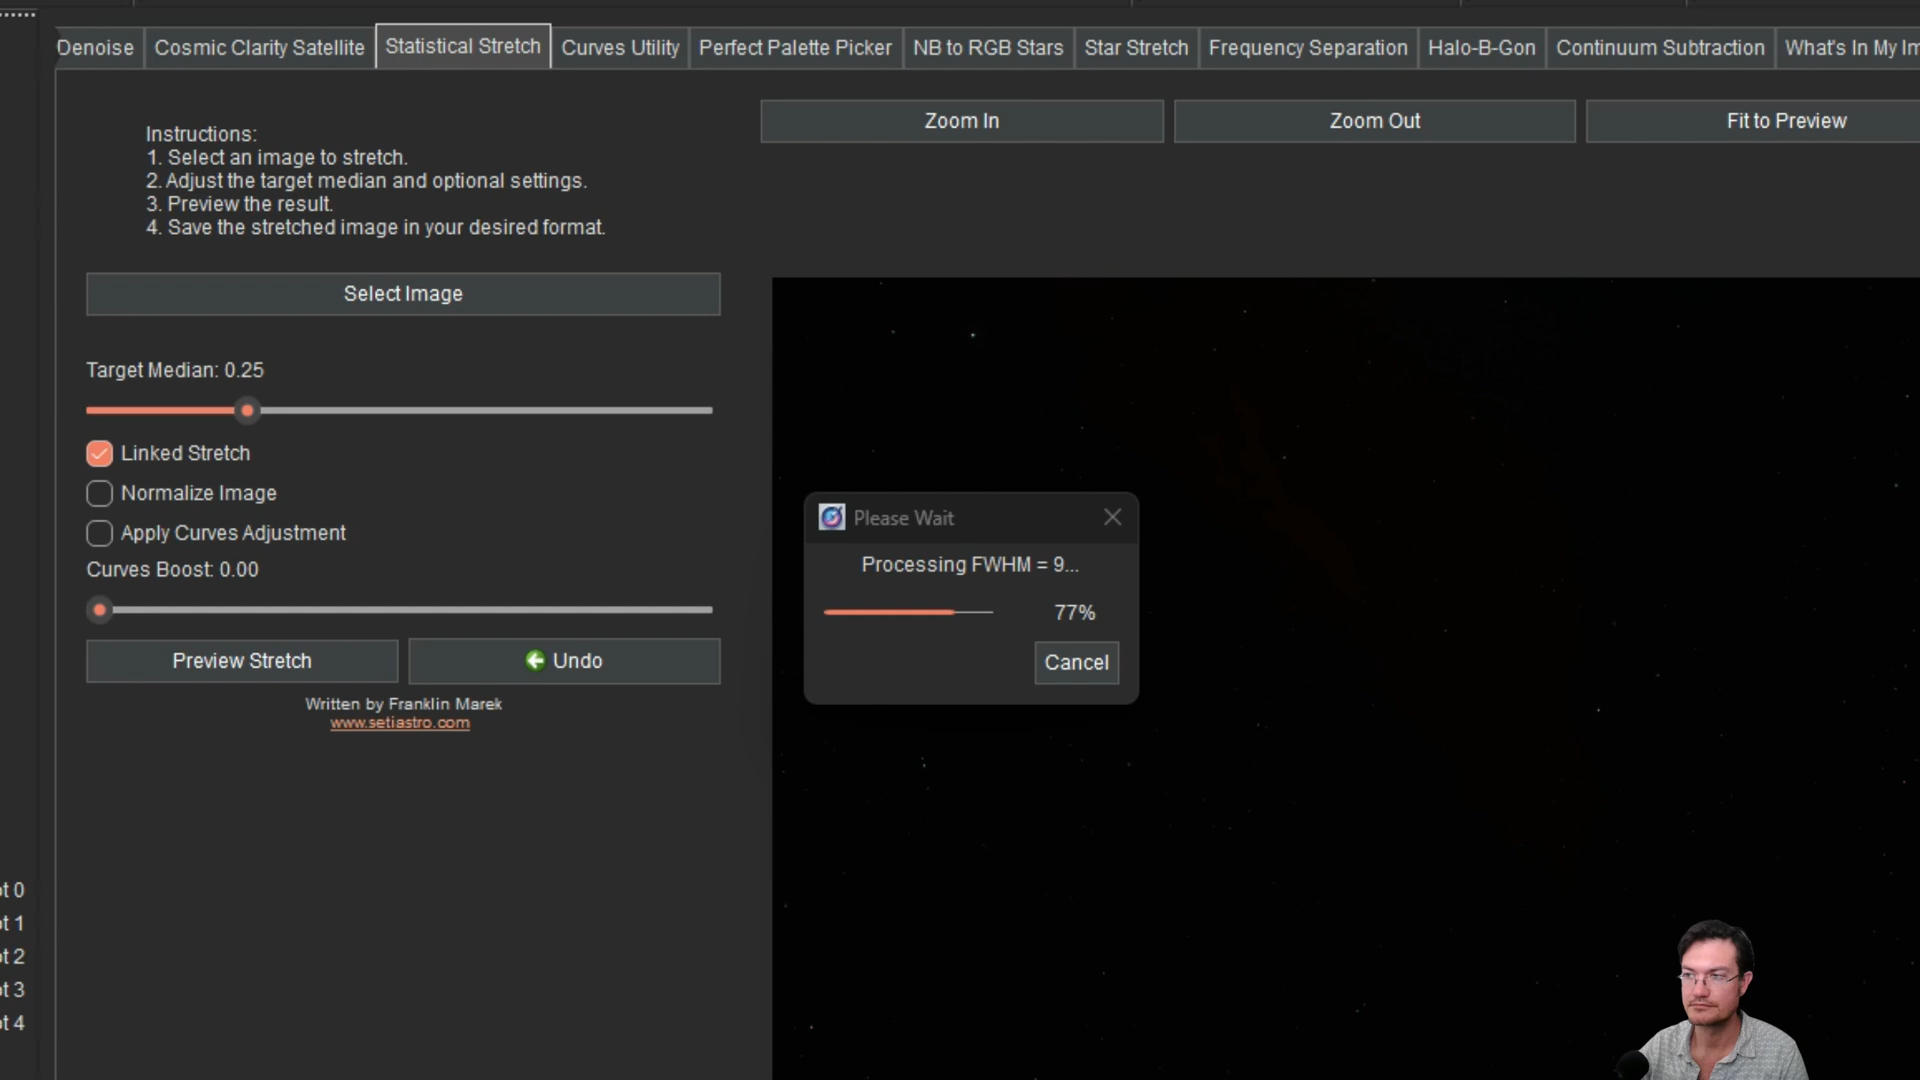 Denoise
Cosmic Clarity Satellite
Statistical Stretch
Curves Utility
Perfect Palette Picker
NB to RGB Stars
Star Stretch
Frequency Separation
Halo-B-Gon
Continuum Subtraction
What's In My Im
Zoom In
Zoom Out
Fit to Preview
Instructions:
1. Select an image to stretch.
2. Adjust the target median and optional settings.
3. Preview the result.
4. Save the stretched image in your desired format.
Select Image
Target Median: 0.25
Linked Stretch
Normalize Image
Apply Curves Adjustment
Curves Boost: 0.00
Preview Stretch
Undo
Written by Franklin Marek
www.setiastro.com
Please Wait
Processing FWHM = 9...
77%
Cancel
ot 0
ot 1
ot 2
ot 3
ot 4